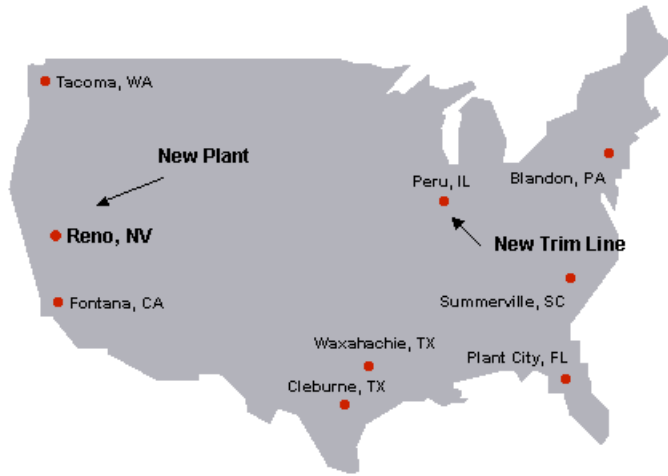 Tacoma, WA
New Plant
Peru, IL
Blandon, PA
Reno, NV
New Trim Line
Fontana, CA
Summerville, SC
Waxahachie, TX
Plant City, FL
Cleburne, TX